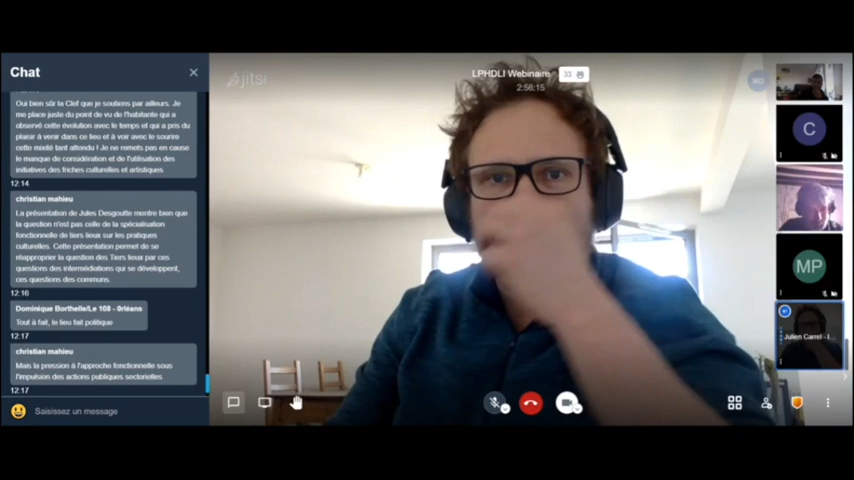 Chat
Oui bien sûr la Clef que je soutiens par ailleurs. Je
me place juste du point de vu de l'habitante qui a
observé cette évolution avec le temps et qui a pris du
plaisir à venir dans ce lieu et à voir avec le sourire
cette mixité tant attendu ! Je ne remets pas en cause
le manque de considération et de l'utilisation des
initiatives des friches culturelles et artistiques
12:14
christian mahieu
La présentation de Jules Desgoutte montre bien que
la question n'est pas celle de la spécialisation
fonctionnelle de tiers lieux sur les pratiques
culturelles. Cette présentation permet de se
réapproprier la question des Tiers lieux par ces
questions des intermédiations qui se développent,
ces questions des communs.
12:16
Dominique Borthelle/Le 108 - Orléans
Tout à fait, le lieu fait politique
12:17
christian mahieu
Mais la pression à l'approche fonctionnelle sous
l'impulsion des actions publiques sectorielles
12:17
Saisissez un message
jitsi
LPHDLI Webinaire
33
2:56:15
MD
C
MP
Julien Carrel - I...